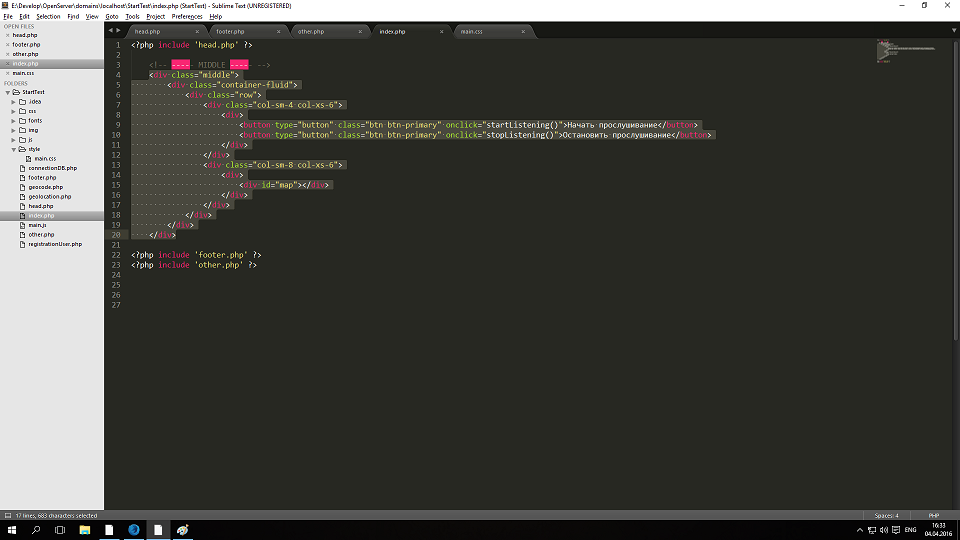 E:\Develop\OpenServer\domains\localhost\StartTest\index.php (StartTest) - Sublime Text (UNREGISTERED)
File Edit Selection Find View Goto Tools Project Preferences Help
OPEN FILES
head.php
footer.php
other.php
index.php
main.css
FOLDERS
StartTest
.idea
css
fonts
img
js
style
main.css
connectionDB.php
footer.php
geocode.php
geolocation.php
head.php
index.php
main.js
other.php
registrationUser.php
head.php footer.php other.php index.php main.css
1 <?php include 'head.php' ?>
2
3 <!-- ---- MIDDLE ----- -->
4 <div class="middle">
5 <div class="container-fluid">
6 <div class="row">
7 <div class="col-sm-4 col-xs-6">
8 <div>
9 <button type="button" class="btn btn-primary" onclick="startListening()">Начать прослушивание</button>
10 <button type="button" class="btn btn-primary" onclick="stopListening()">Остановить прослушивание</button>
11 </div>
12 </div>
13 <div class="col-sm-8 col-xs-6">
14 <div>
15 <div id="map"></div>
16 </div>
17 </div>
18 </div>
19 </div>
20 </div>
21
22 <?php include 'footer.php' ?>
23 <?php include 'other.php' ?>
24
25
26
27
17 lines, 683 characters selected Spaces: 4 PHP
ENG 16:33
04.04.2016